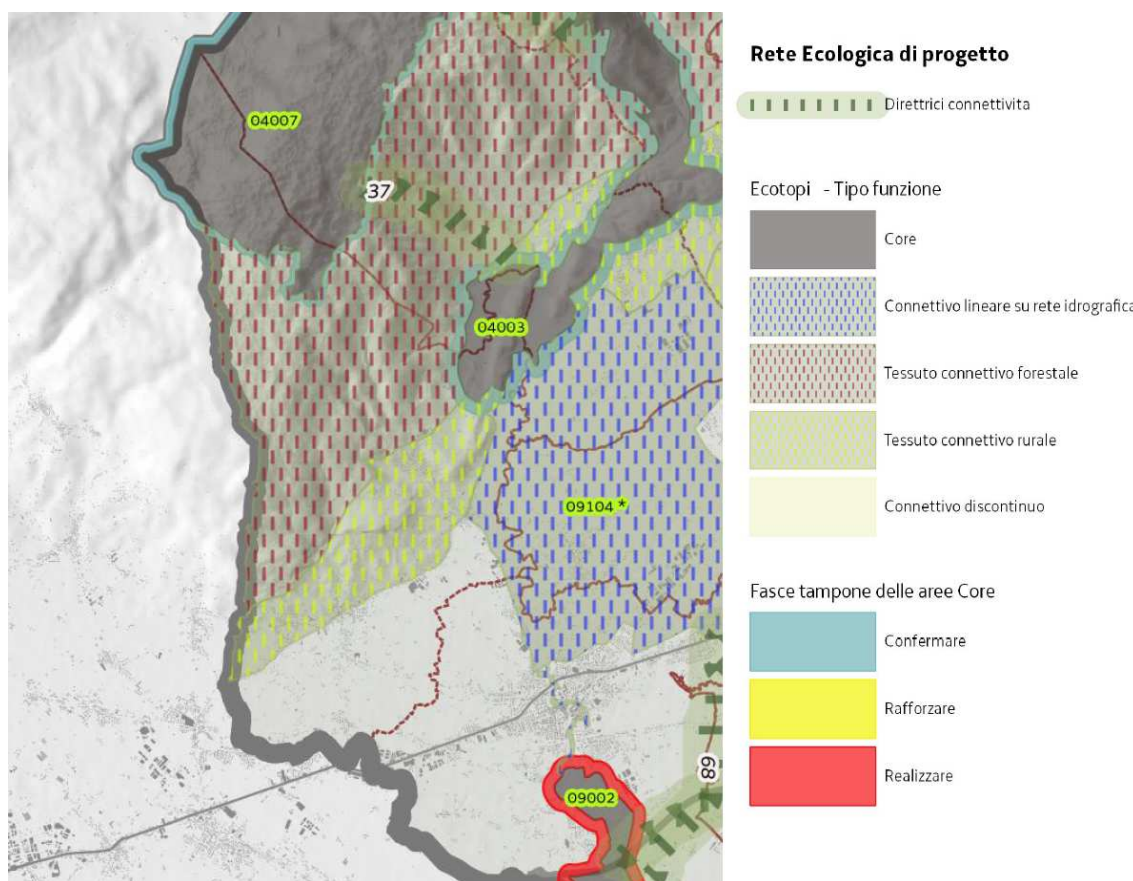 Rete Ecologica di progetto
Direttrici connettivita
Ecotopi - Tipo funzione
Core
Connettivo lineare su rete idrografica
Tessuto connettivo forestale
Tessuto connettivo rurale
Connettivo discontinuo
Fasce tampone delle aree Core
Confermare
Rafforzare
Realizzare
04007
37
04003
09104 *
09002